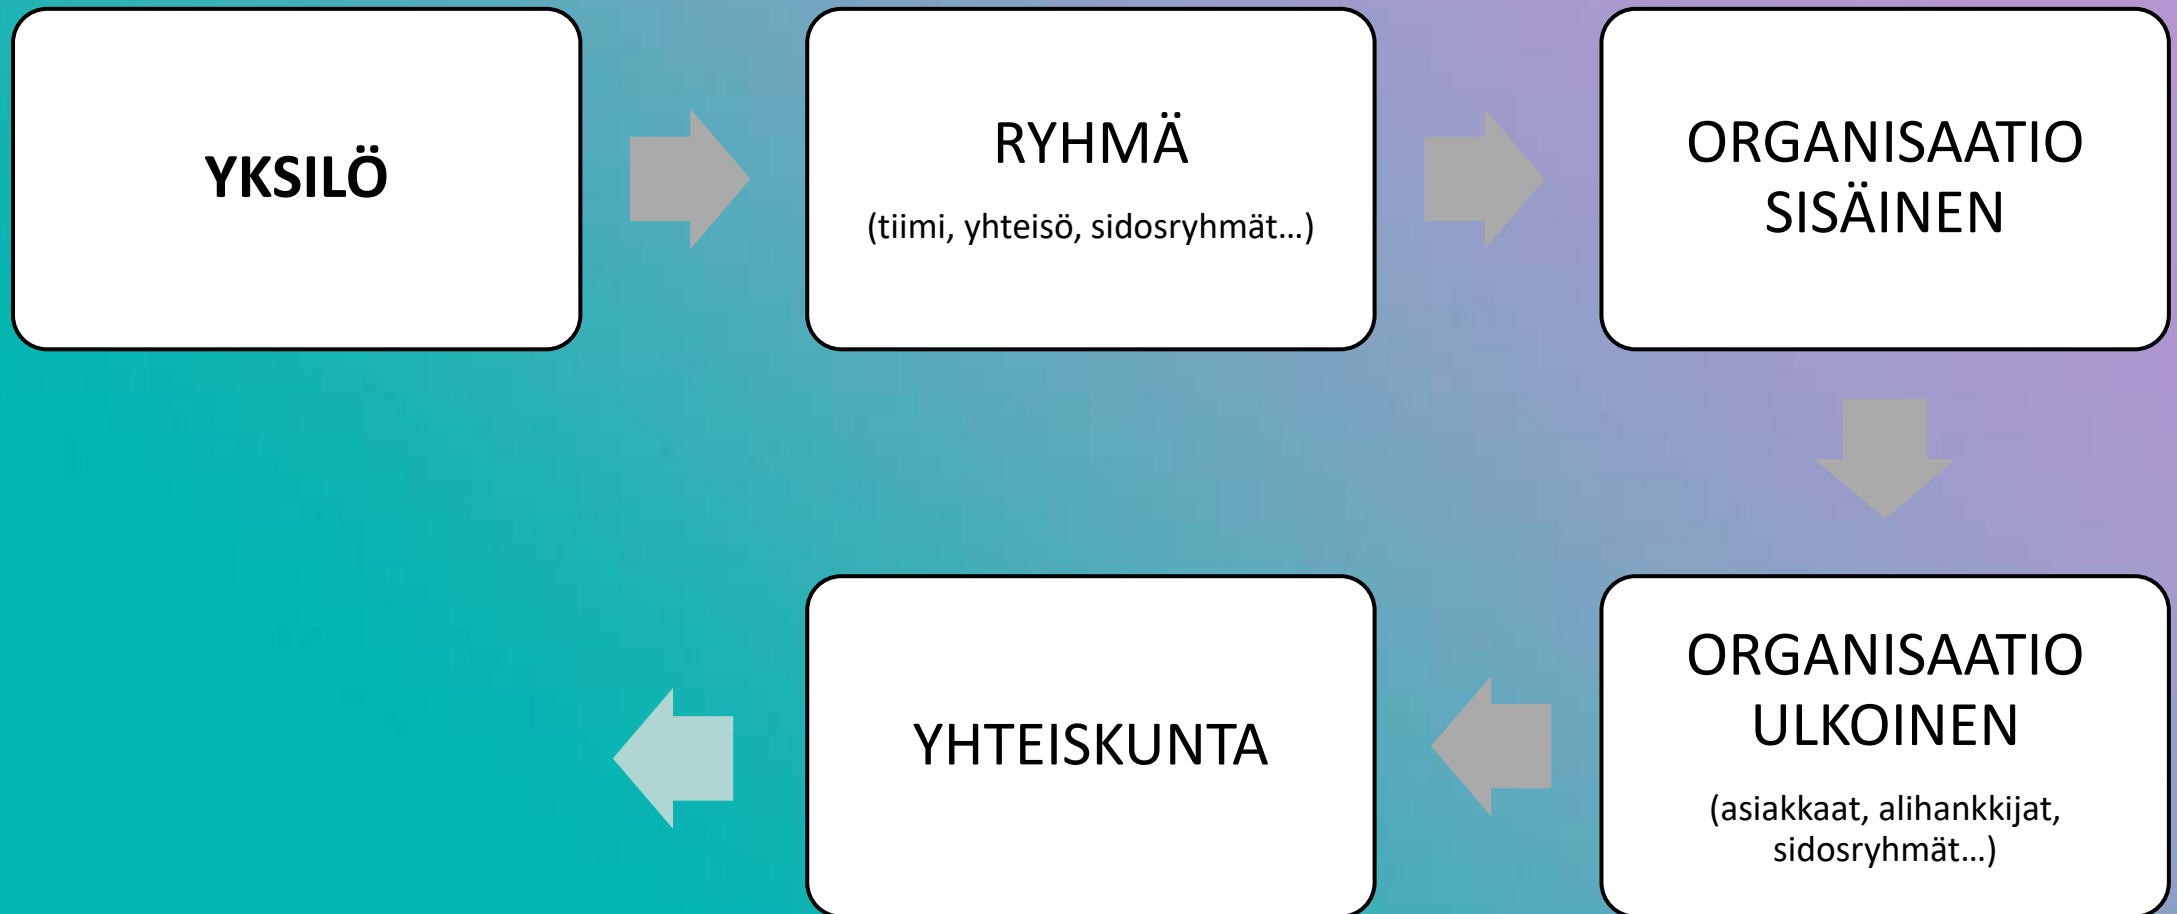 YKSILÖ
RYHMÄ
(tiimi, yhteisö, sidosryhmät...)
ORGANISAATIO
SISÄINEN
ORGANISAATIO
ULKOINEN
(asiakkaat, alihankkijat,
sidosryhmät...)
YHTEISKUNTA